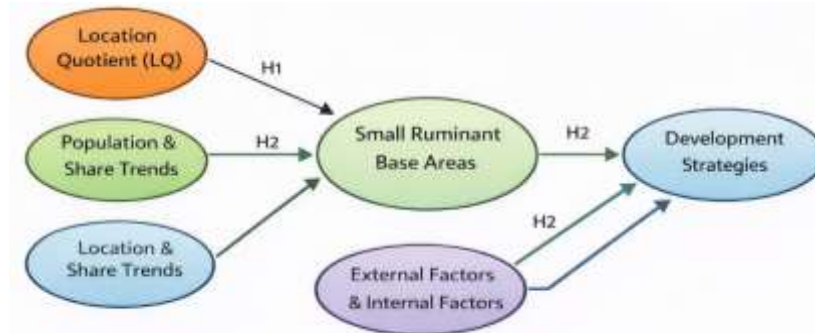 Location
Quotient (LQ)
H1
Population &
Share Trends
H2
Small Ruminant
Base Areas
H2
Development
Strategies
Location &
Share Trends
H2
External Factors
& Internal Factors